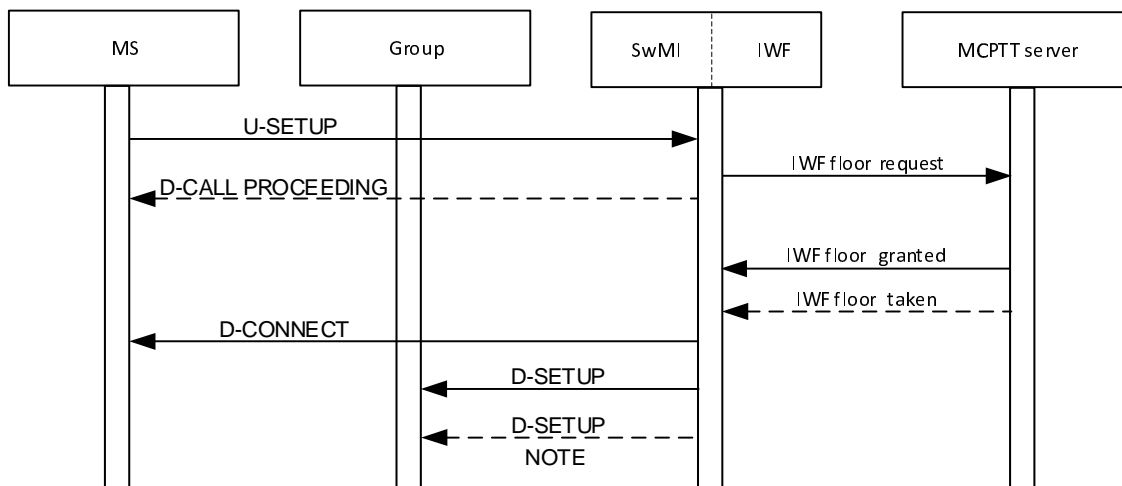 MS
Group
SwMI
IWF
MCPTT server
U-SETUP
IWF floor request
D-CALL PROCEEDING
IWF floor granted
IWF floor taken
D-CONNECT
D-SETUP
D-SETUP
NOTE